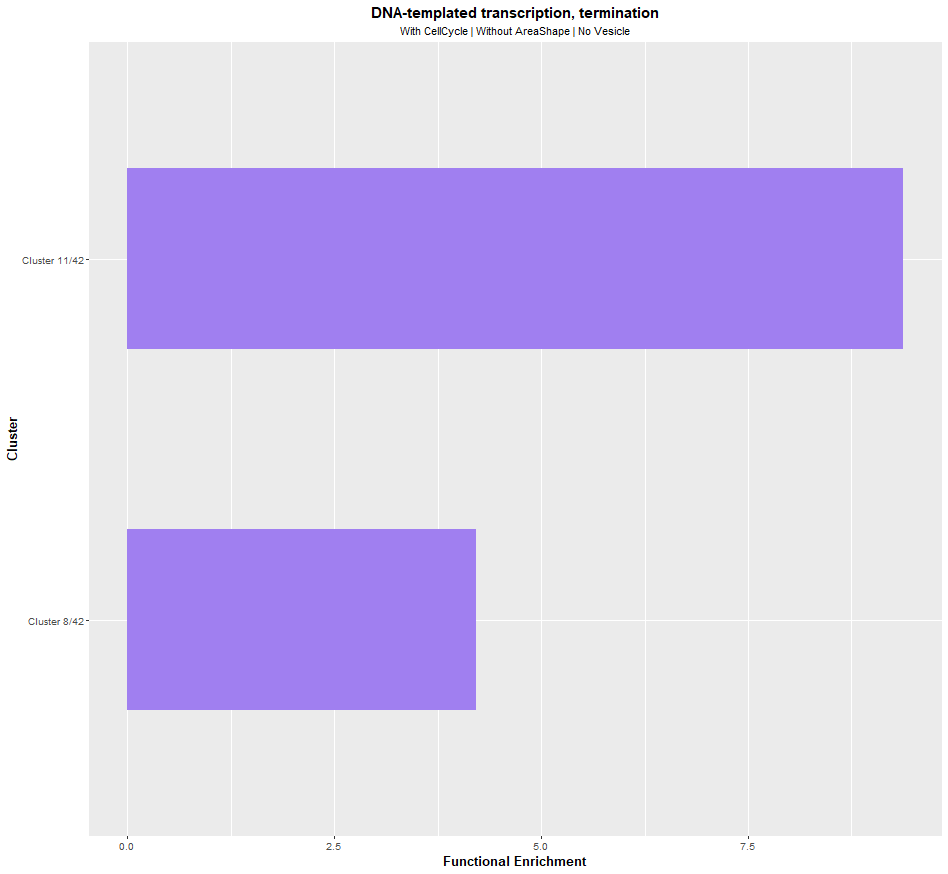 DNA-templated transcription, termination
With CellCycle | Without AreaShape | No Vesicle
Cluster 11/42
Cluster
Cluster 8/42
0.0 2.5 5.0 7.5
Functional Enrichment